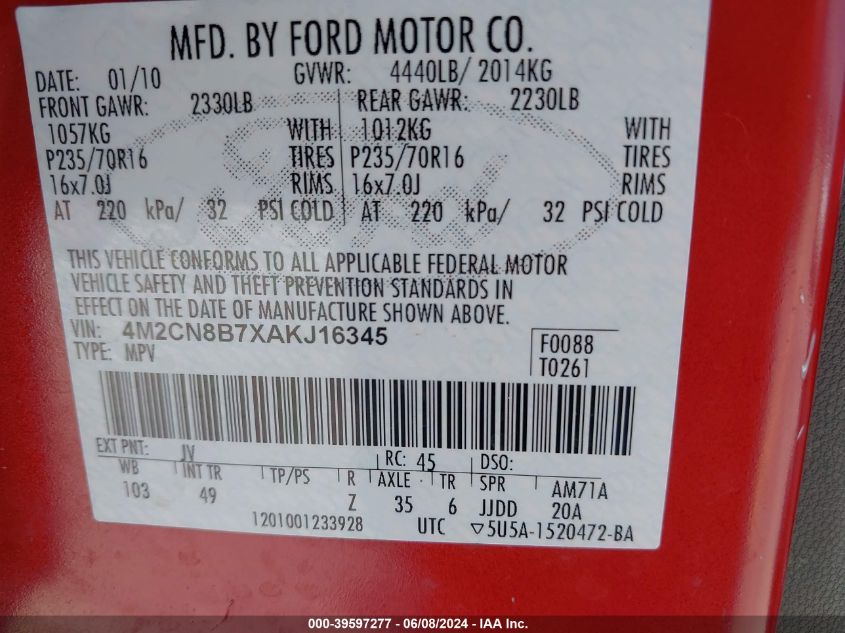 MFD. BY FORD MOTOR CO.
DATE: 01/10 GVWR: 4440LB/ 2014KG
FRONT GAWR: 2330LB REAR GAWR: 2230LB
1057KG WITH 1012KG WITH
P235/70R16 TIRES P235/70R16 TIRES
16x7.0J RIMS 16x7.0J RIMS
AT 220 kPa/ 32 PSI COLD AT 220 kPa/ 32 PSI COLD
Ford
THIS VEHICLE CONFORMS TO ALL APPLICABLE FEDERAL MOTOR
VEHICLE SAFETY AND THEFT PREVENTION STANDARDS IN
EFFECT ON THE DATE OF MANUFACTURE SHOWN ABOVE.
VIN: 4M2CN8B7XAKJ16345 F0088
TYPE: MPV T0261
EXT PNT: JV RC: 45 DSO:
WB INT TR TP/PS R AXLE TR SPR AM71A
103 49 Z 35 6 JJDD 20A
1201001233928 UTC ▽5U5A-1520472-BA
000-39597277 - 06/08/2024 - IAA Inc.